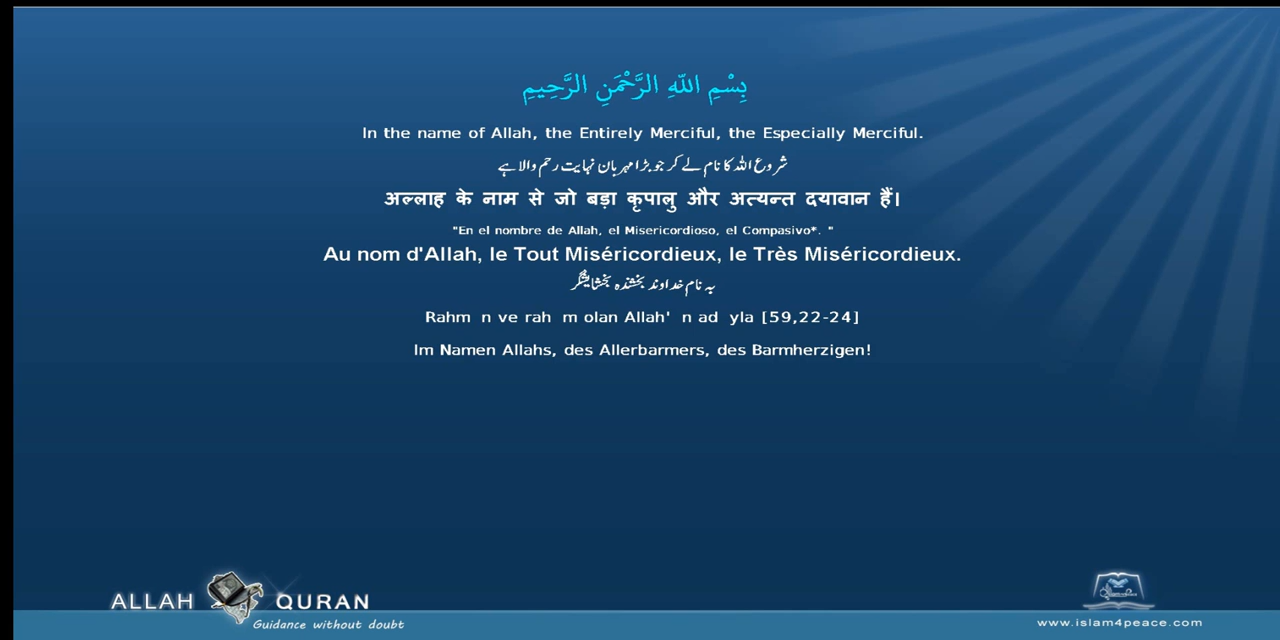 بِسْمِ اللَّهِ الرَّحْمَنِ الرَّحِيمِ
In the name of Allah, the Entirely Merciful, the Especially Merciful.
شروع الله کا نام لے کر جو بڑا مہربان نہایت رحم والا ہے
अल्लाह के नाम से जो बड़ा कृपालु और अत्यन्त दयावान हैं।
"En el nombre de Allah, el Misericordioso, el Compasivo*. "
Au nom d'Allah, le Tout Miséricordieux, le Très Miséricordieux.
به نام خداوند بخشنده بخشایشگر
Rahm n ve rah m olan Allah' n ad yla [59,22-24]
Im Namen Allahs, des Allerbarmers, des Barmherzigen!
ALLAH QURAN
Guidance without doubt
www.islam4peace.com